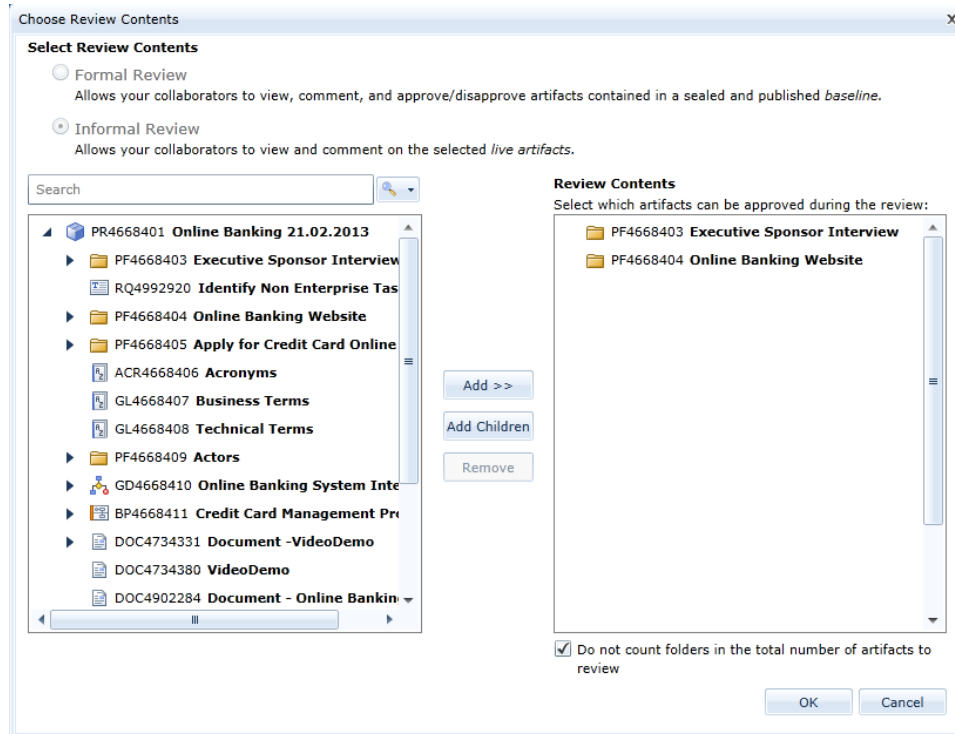 Choose Review Contents
x
Select Review Contents
Formal Review
Allows your collaborators to view, comment, and approve/disapprove artifacts contained in a sealed and published baseline.
Informal Review
Allows your collaborators to view and comment on the selected live artifacts.
Search
PR4668401 Online Banking 21.02.2013
PF4668403 Executive Sponsor Interview
RQ4992920 Identify Non Enterprise Tas
PF4668404 Online Banking Website
PF4668405 Apply for Credit Card Online
ACR4668406 Acronyms
GL4668407 Business Terms
GL4668408 Technical Terms
PF4668409 Actors
GD4668410 Online Banking System Inte
BP4668411 Credit Card Management Pro
DOC4734331 Document -VideoDemo
DOC4734380 VideoDemo
DOC4902284 Document - Online Banking
Add >>
Add Children
Remove
Review Contents
Select which artifacts can be approved during the review:
PF4668403 Executive Sponsor Interview
PF4668404 Online Banking Website
Do not count folders in the total number of artifacts to
review
OK
Cancel